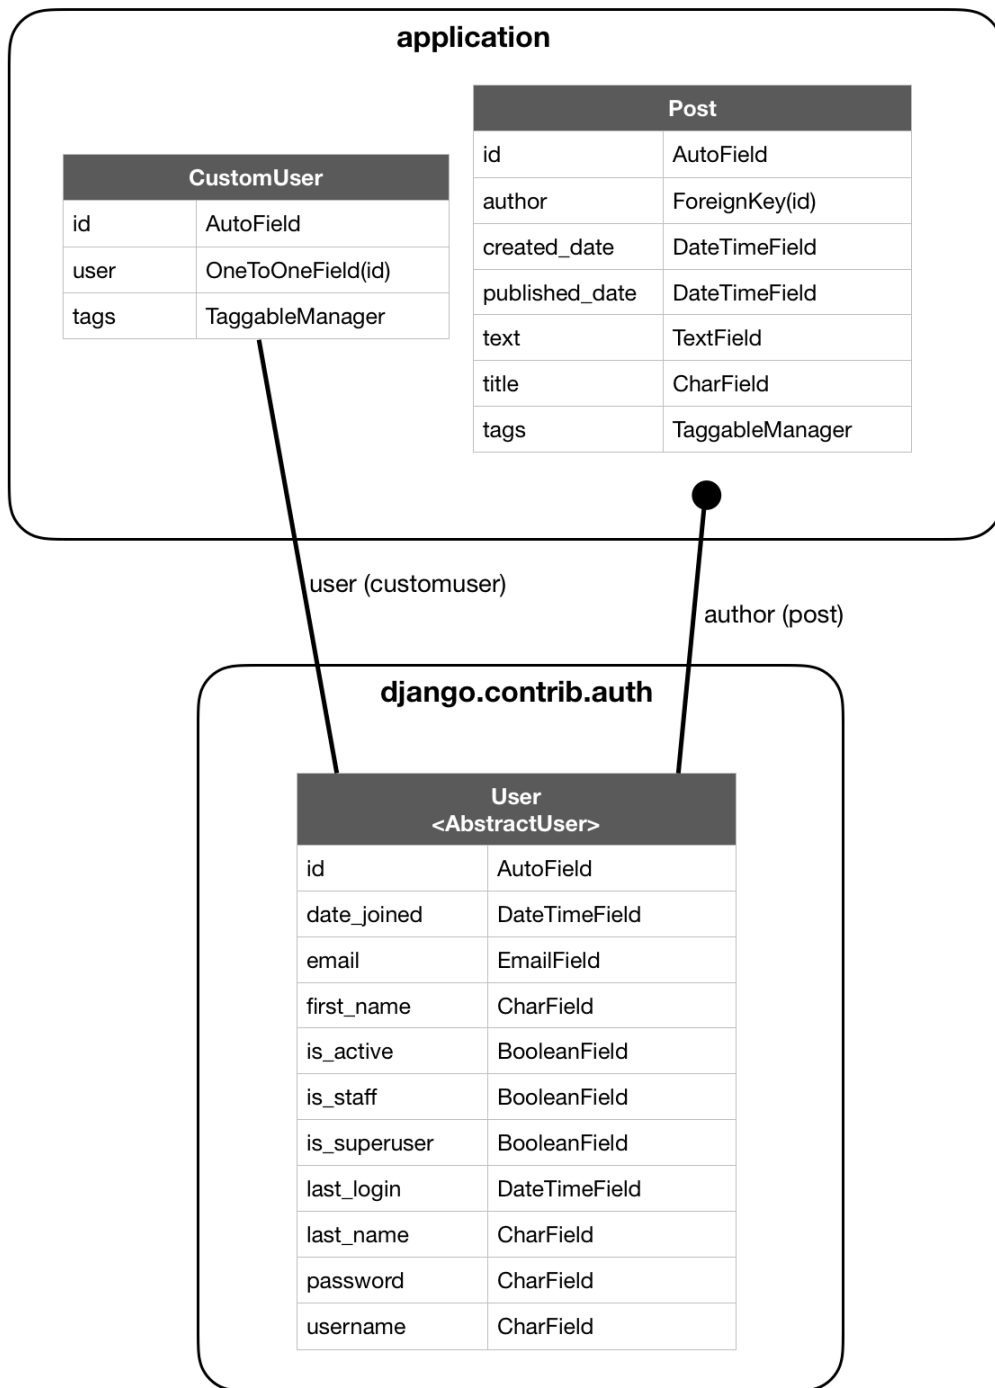 application
CustomUser
id AutoField
user OneToOneField(id)
tags TaggableManager
Post
id AutoField
author ForeignKey(id)
created_date DateTimeField
published_date DateTimeField
text TextField
title CharField
tags TaggableManager
user (customuser)
author (post)
django.contrib.auth
User
<AbstractUser>
id AutoField
date_joined DateTimeField
email EmailField
first_name CharField
is_active BooleanField
is_staff BooleanField
is_superuser BooleanField
last_login DateTimeField
last_name CharField
password CharField
username CharField